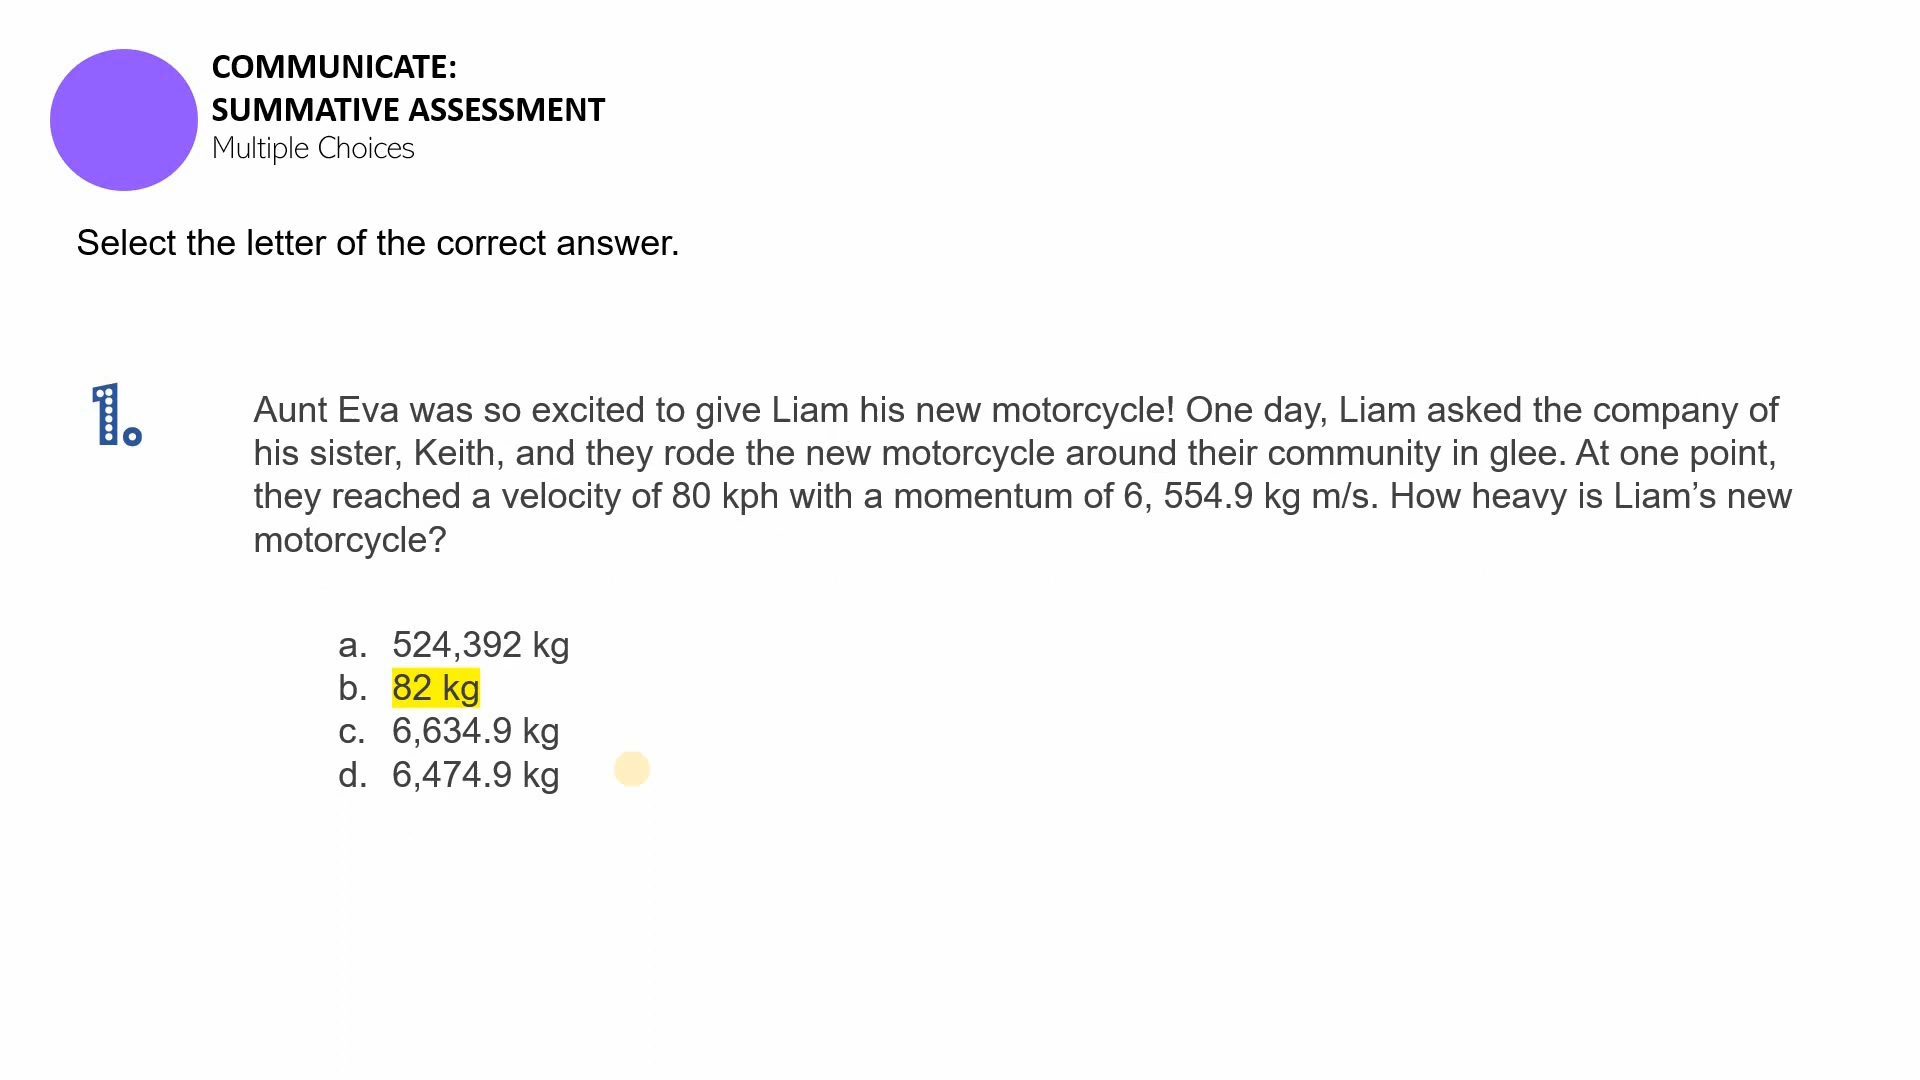 COMMUNICATE:
SUMMATIVE ASSESSMENT
Multiple Choices
Select the letter of the correct answer.
1.
Aunt Eva was so excited to give Liam his new motorcycle! One day, Liam asked the company of
his sister, Keith, and they rode the new motorcycle around their community in glee. At one point,
they reached a velocity of 80 kph with a momentum of 6, 554.9 kg m/s. How heavy is Liam’s new
motorcycle?
a. 524,392 kg
b. 82 kg
c. 6,634.9 kg
d. 6,474.9 kg